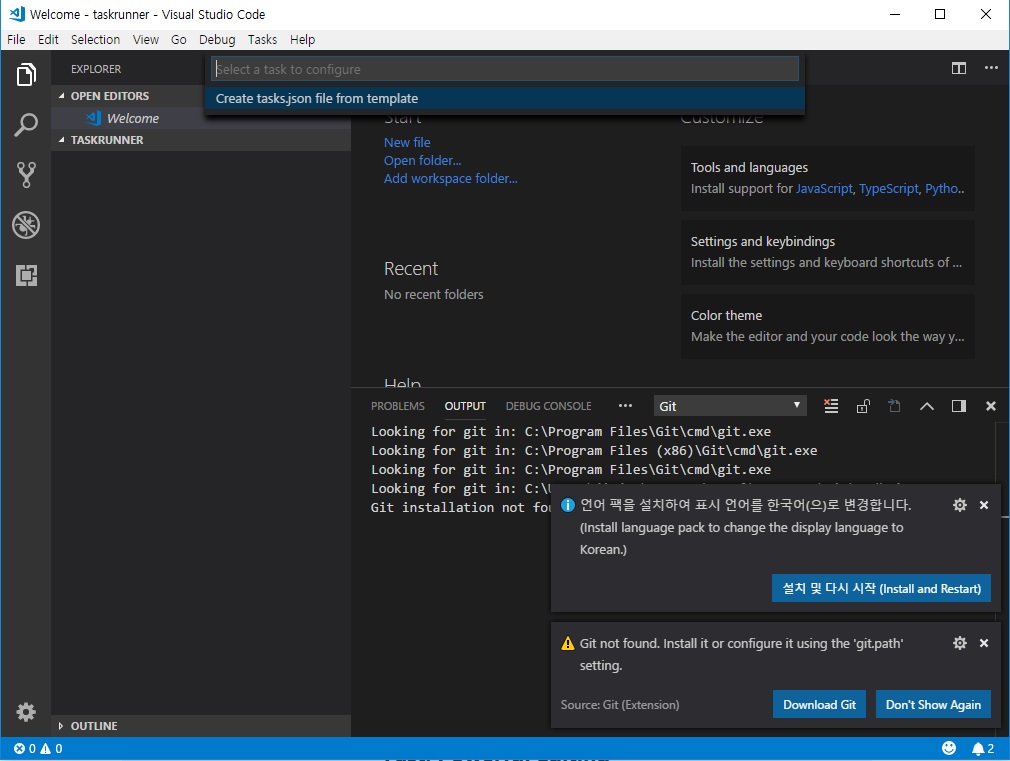 Welcome - taskrunner - Visual Studio Code
File Edit Selection View Go Debug Tasks Help
EXPLORER
Select a task to configure
Create tasks.json file from template
OPEN EDITORS
Welcome
TASKRUNNER
Start
New file
Open folder...
Add workspace folder...
Recent
No recent folders
Help
Customize
Tools and languages
Install support for JavaScript, TypeScript, Pytho..
Settings and keybindings
Install the settings and keyboard shortcuts of ...
Color theme
Make the editor and your code look the way y...
PROBLEMS OUTPUT DEBUG CONSOLE ••• Git
Looking for git in: C:\Program Files\Git\cmd\git.exe
Looking for git in: C:\Program Files (x86)\Git\cmd\git.exe
Looking for git in: C:\Program Files\Git\cmd\git.exe
Looking for git in: C:\
Git installation not
언어 팩을 설치하여 표시 언어를 한국어(으)로 변경합니다.
(Install language pack to change the display language to
Korean.)
설치 및 다시 시작 (Install and Restart)
Git not found. Install it or configure it using the 'git.path'
setting.
Source: Git (Extension)
Download Git
Don't Show Again
OUTLINE
0 0
2